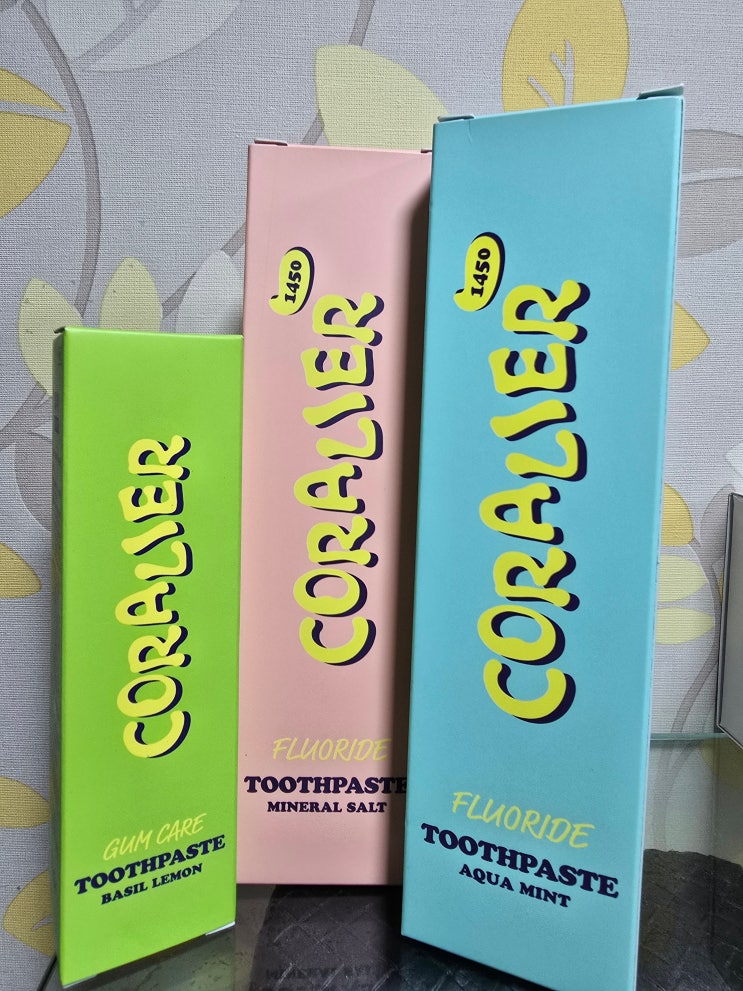 CORALIER
GUM CARE
TOOTHPASTE
BASIL LEMON
1450
CORALIER
FLUORIDE
TOOTHPASTE
MINERAL SALT
1450
CORALIER
FLUORIDE
TOOTHPASTE
AQUA MINT